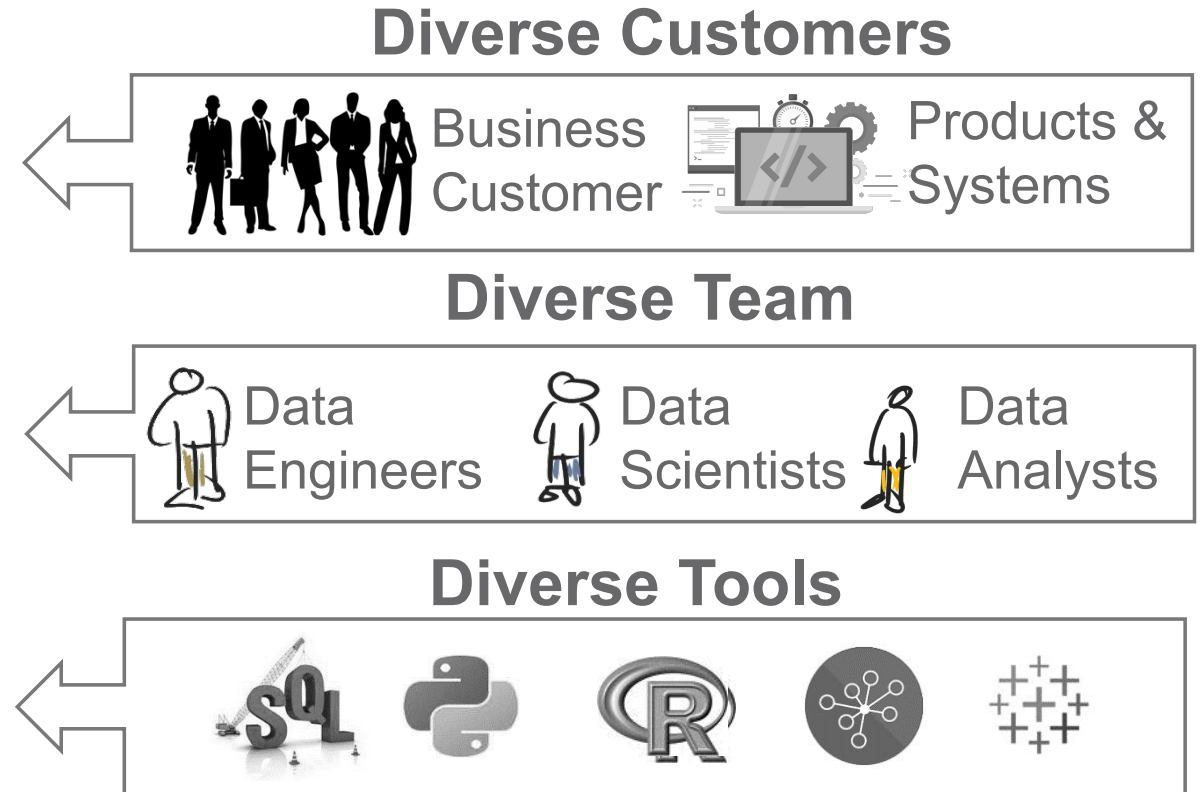 Diverse Customers
Business
Customer
</>
Products &
Systems
Diverse Team
Data
Engineers
Data
Scientists
Data
Analysts
Diverse Tools
SQL
R